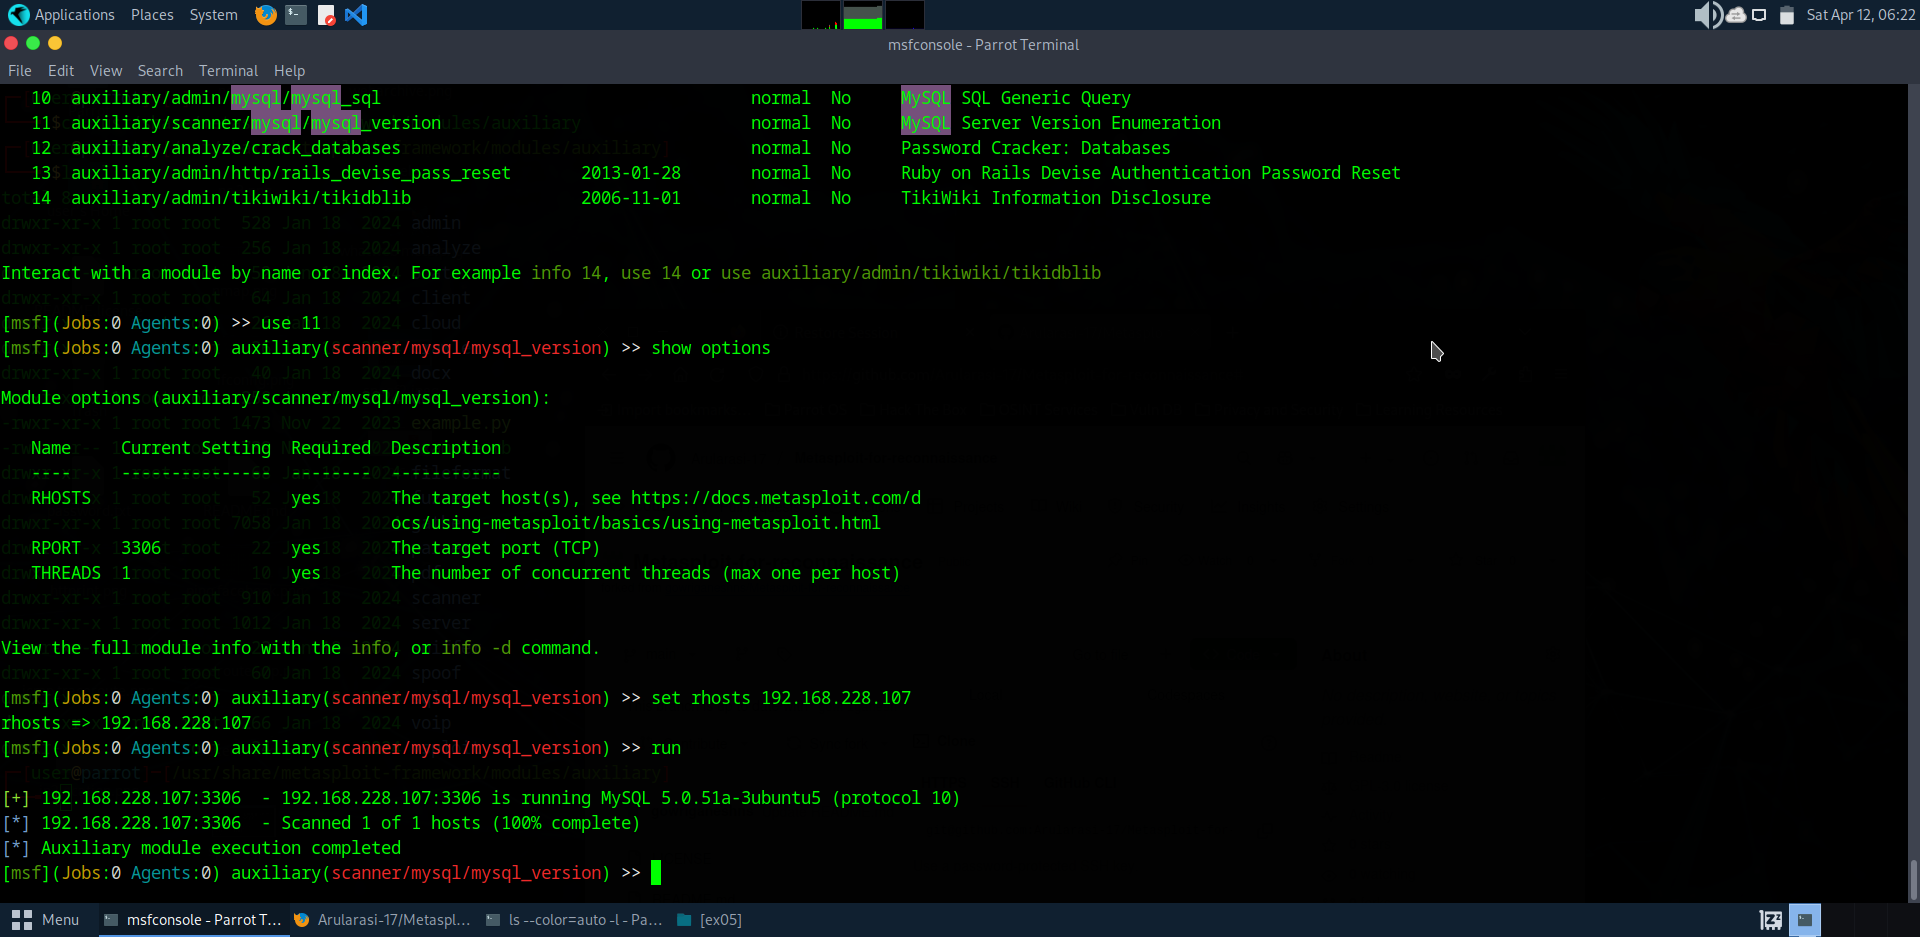 Applications Places System Sat Apr 12, 06:22
msfconsole - Parrot Terminal
File Edit View Search Terminal Help
10 auxiliary/admin/mysql/mysql_sql normal No MySQL SQL Generic Query
11 auxiliary/scanner/mysql/mysql_version normal No MySQL Server Version Enumeration
12 auxiliary/analyze/crack_databases normal No Password Cracker: Databases
13 auxiliary/admin/http/rails_devise_pass_reset 2013-01-28 normal No Ruby on Rails Devise Authentication Password Reset
14 auxiliary/admin/tikiwiki/tikidblib 2006-11-01 normal No TikiWiki Information Disclosure
Interact with a module by name or index. For example info 14, use 14 or use auxiliary/admin/tikiwiki/tikidblib
[msf](Jobs:0 Agents:0) >> use 11
[msf](Jobs:0 Agents:0) auxiliary(scanner/mysql/mysql_version) >> show options
Module options (auxiliary/scanner/mysql/mysql_version):
Name Current Setting Required Description
---- --------------- -------- -----------
RHOSTS yes The target host(s), see https://docs.metasploit.com/d
ocs/using-metasploit/basics/using-metasploit.html
RPORT 3306 yes The target port (TCP)
THREADS 1 yes The number of concurrent threads (max one per host)
View the full module info with the info, or info -d command.
[msf](Jobs:0 Agents:0) auxiliary(scanner/mysql/mysql_version) >> set rhosts 192.168.228.107
rhosts => 192.168.228.107
[msf](Jobs:0 Agents:0) auxiliary(scanner/mysql/mysql_version) >> run
[+] 192.168.228.107:3306 - 192.168.228.107:3306 is running MySQL 5.0.51a-3ubuntu5 (protocol 10)
[*] 192.168.228.107:3306 - Scanned 1 of 1 hosts (100% complete)
[*] Auxiliary module execution completed
[msf](Jobs:0 Agents:0) auxiliary(scanner/mysql/mysql_version) >>
Menu msfconsole - Parrot T... Arularasi-17/Metaspl... ls --color=auto -l - Pa... [ex05]